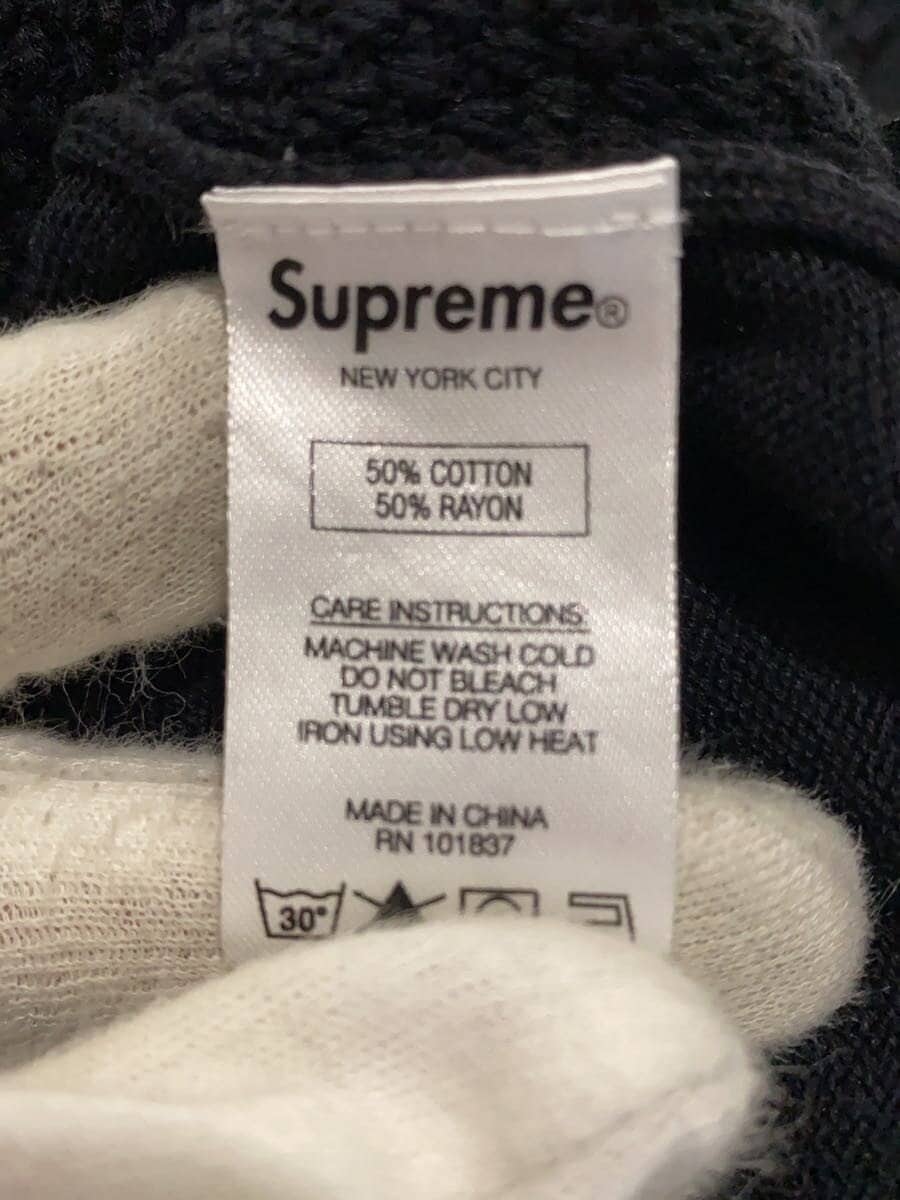 Supreme®
NEW YORK CITY
50% COTTON
50% RAYON
CARE INSTRUCTIONS:
MACHINE WASH COLD
DO NOT BLEACH
TUMBLE DRY LOW
IRON USING LOW HEAT
MADE IN CHINA
RN 101837
30°